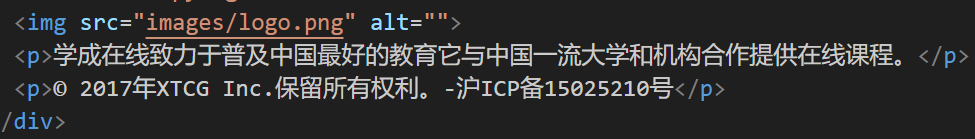 <img src="images/logo.png" alt="">
<p>学成在线致力于普及中国最好的教育它与中国一流大学和机构合作提供在线课程。</p>
<p>© 2017年XTCG Inc.保留所有权利。-沪ICP备15025210号</p>
/div>